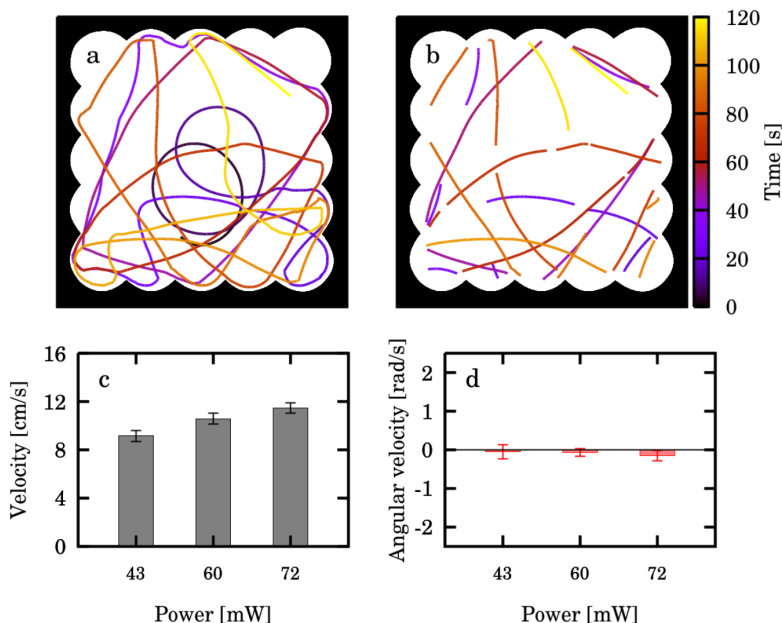 a
b
120
100
80
60
40
20
0
Time [s]
c
16
12
8
4
0
Velocity [cm/s]
43 60 72
Power [mW]
d
2
1
0
-1
-2
Angular velocity [rad/s]
43 60 72
Power [mW]